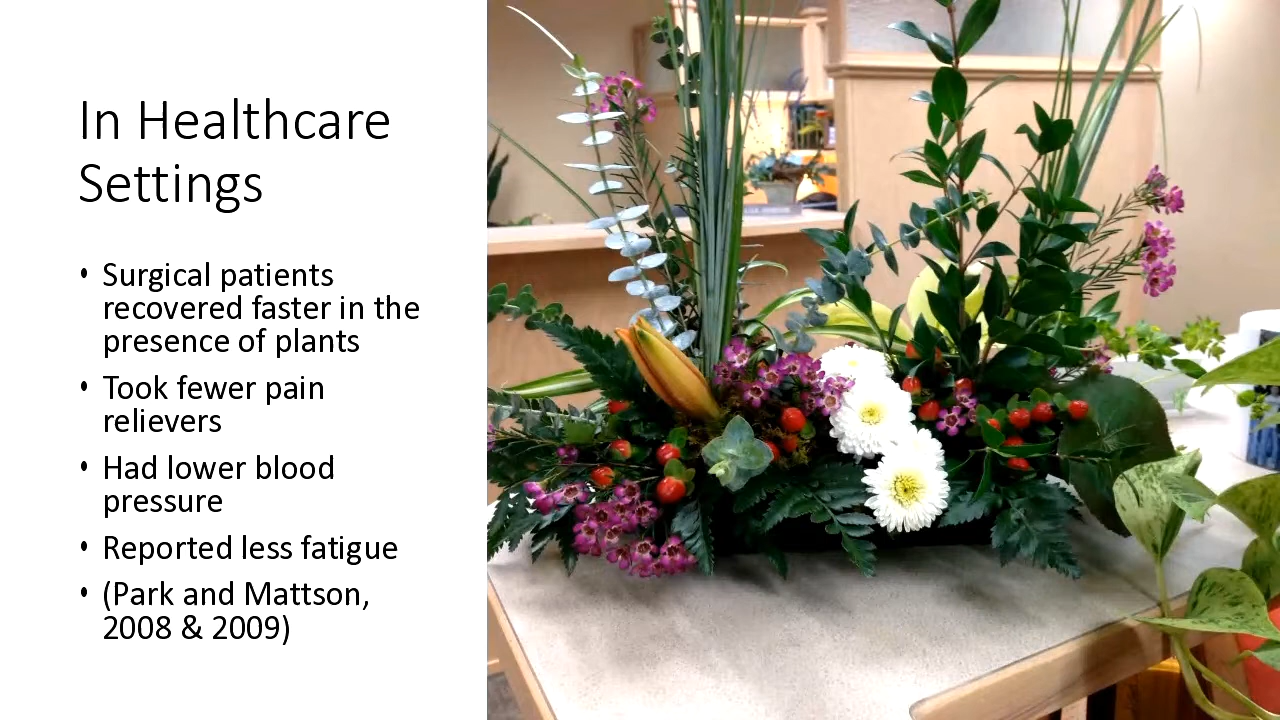 In Healthcare
Settings
• Surgical patients
recovered faster in the
presence of plants
• Took fewer pain
relievers
• Had lower blood
pressure
• Reported less fatigue
• (Park and Mattson,
2008 & 2009)